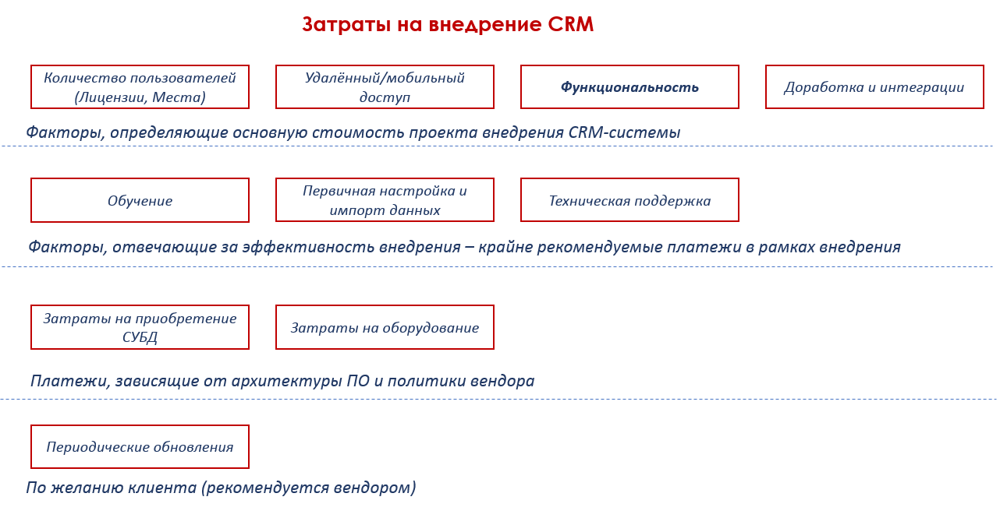 Затраты на внедрение CRM
Количество пользователей
(Лицензии, Места)
Удалённый/мобильный
доступ
Функциональность
Доработка и интеграции
Факторы, определяющие основную стоимость проекта внедрения CRM-системы
Обучение
Первичная настройка и
импорт данных
Техническая поддержка
Факторы, отвечающие за эффективность внедрения – крайне рекомендуемые платежи в рамках внедрения
Затраты на приобретение
СУБД
Затраты на оборудование
Платежи, зависящие от архитектуры ПО и политики вендора
Периодические обновления
По желанию клиента (рекомендуется вендором)